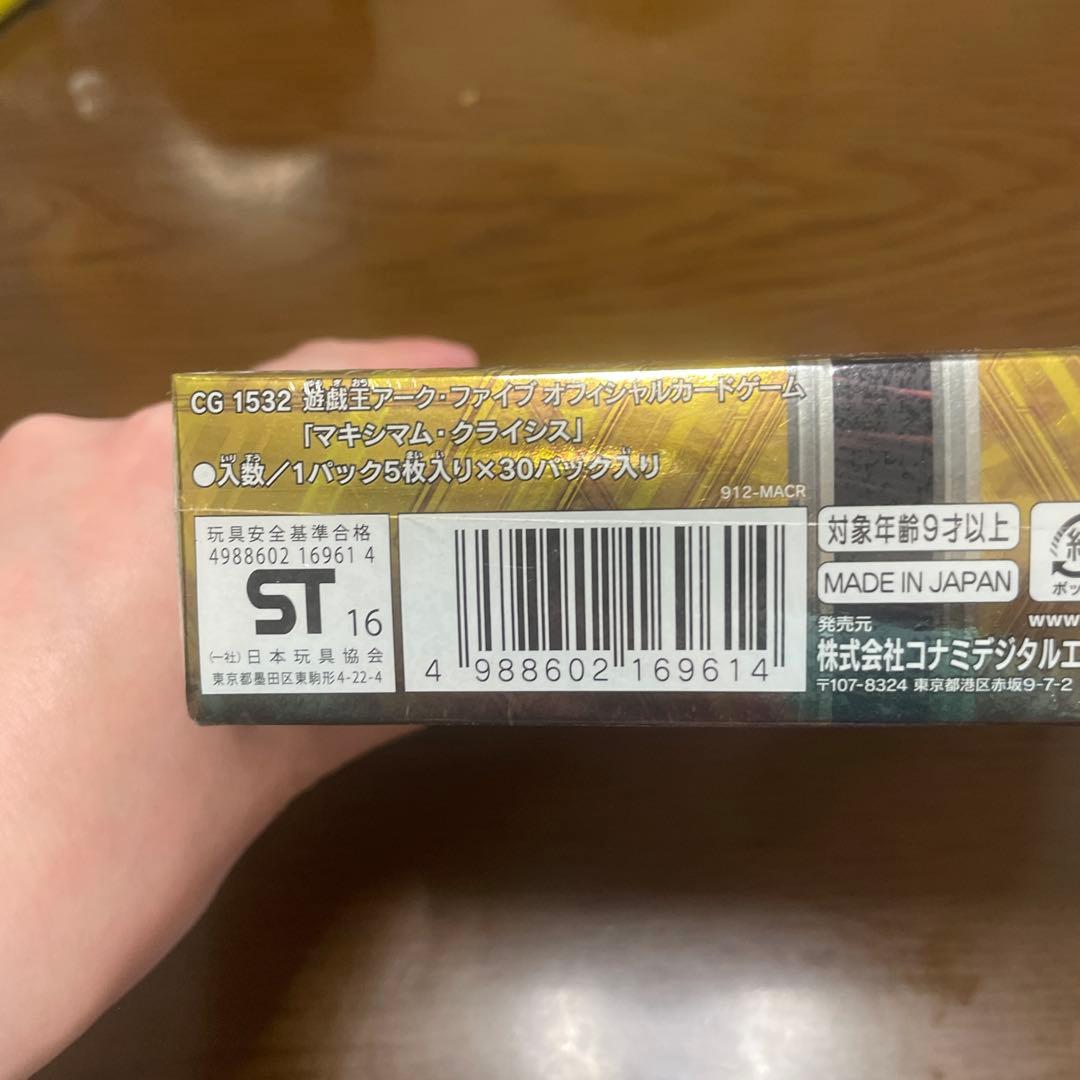 CG 1532 遊戯王アーク・ファイブ オフィシャルカードゲーム
「マキシマム・クライシス」
●入数/1パック5枚入り×30パック入り
912-MACR
玩具安全基準合格
4988602 16961 4
ST 16
(一社)日本玩具協会
東京都墨田区東駒形4-22-4
4 988602 169614
対象年齢9才以上
MADE IN JAPAN
発売元
www.
株式会社コナミデジタルエ
〒107-8324 東京都港区赤坂9-7-2